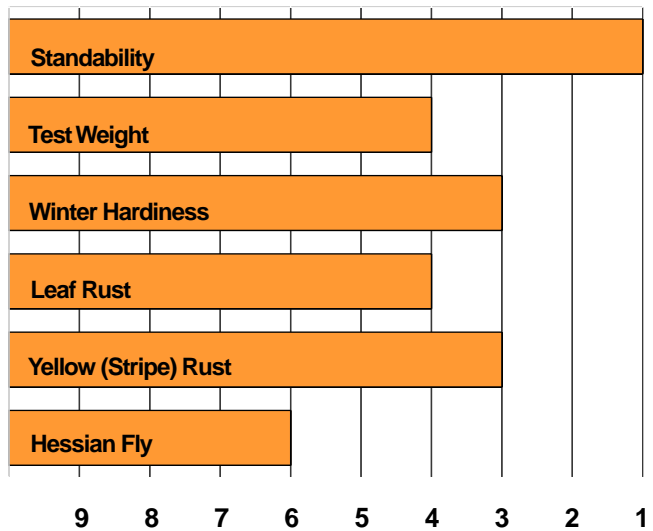 Standability
Test Weight
Winter Hardiness
Leaf Rust
Yellow (Stripe) Rust
Hessian Fly
9 8 7 6 5 4 3 2 1